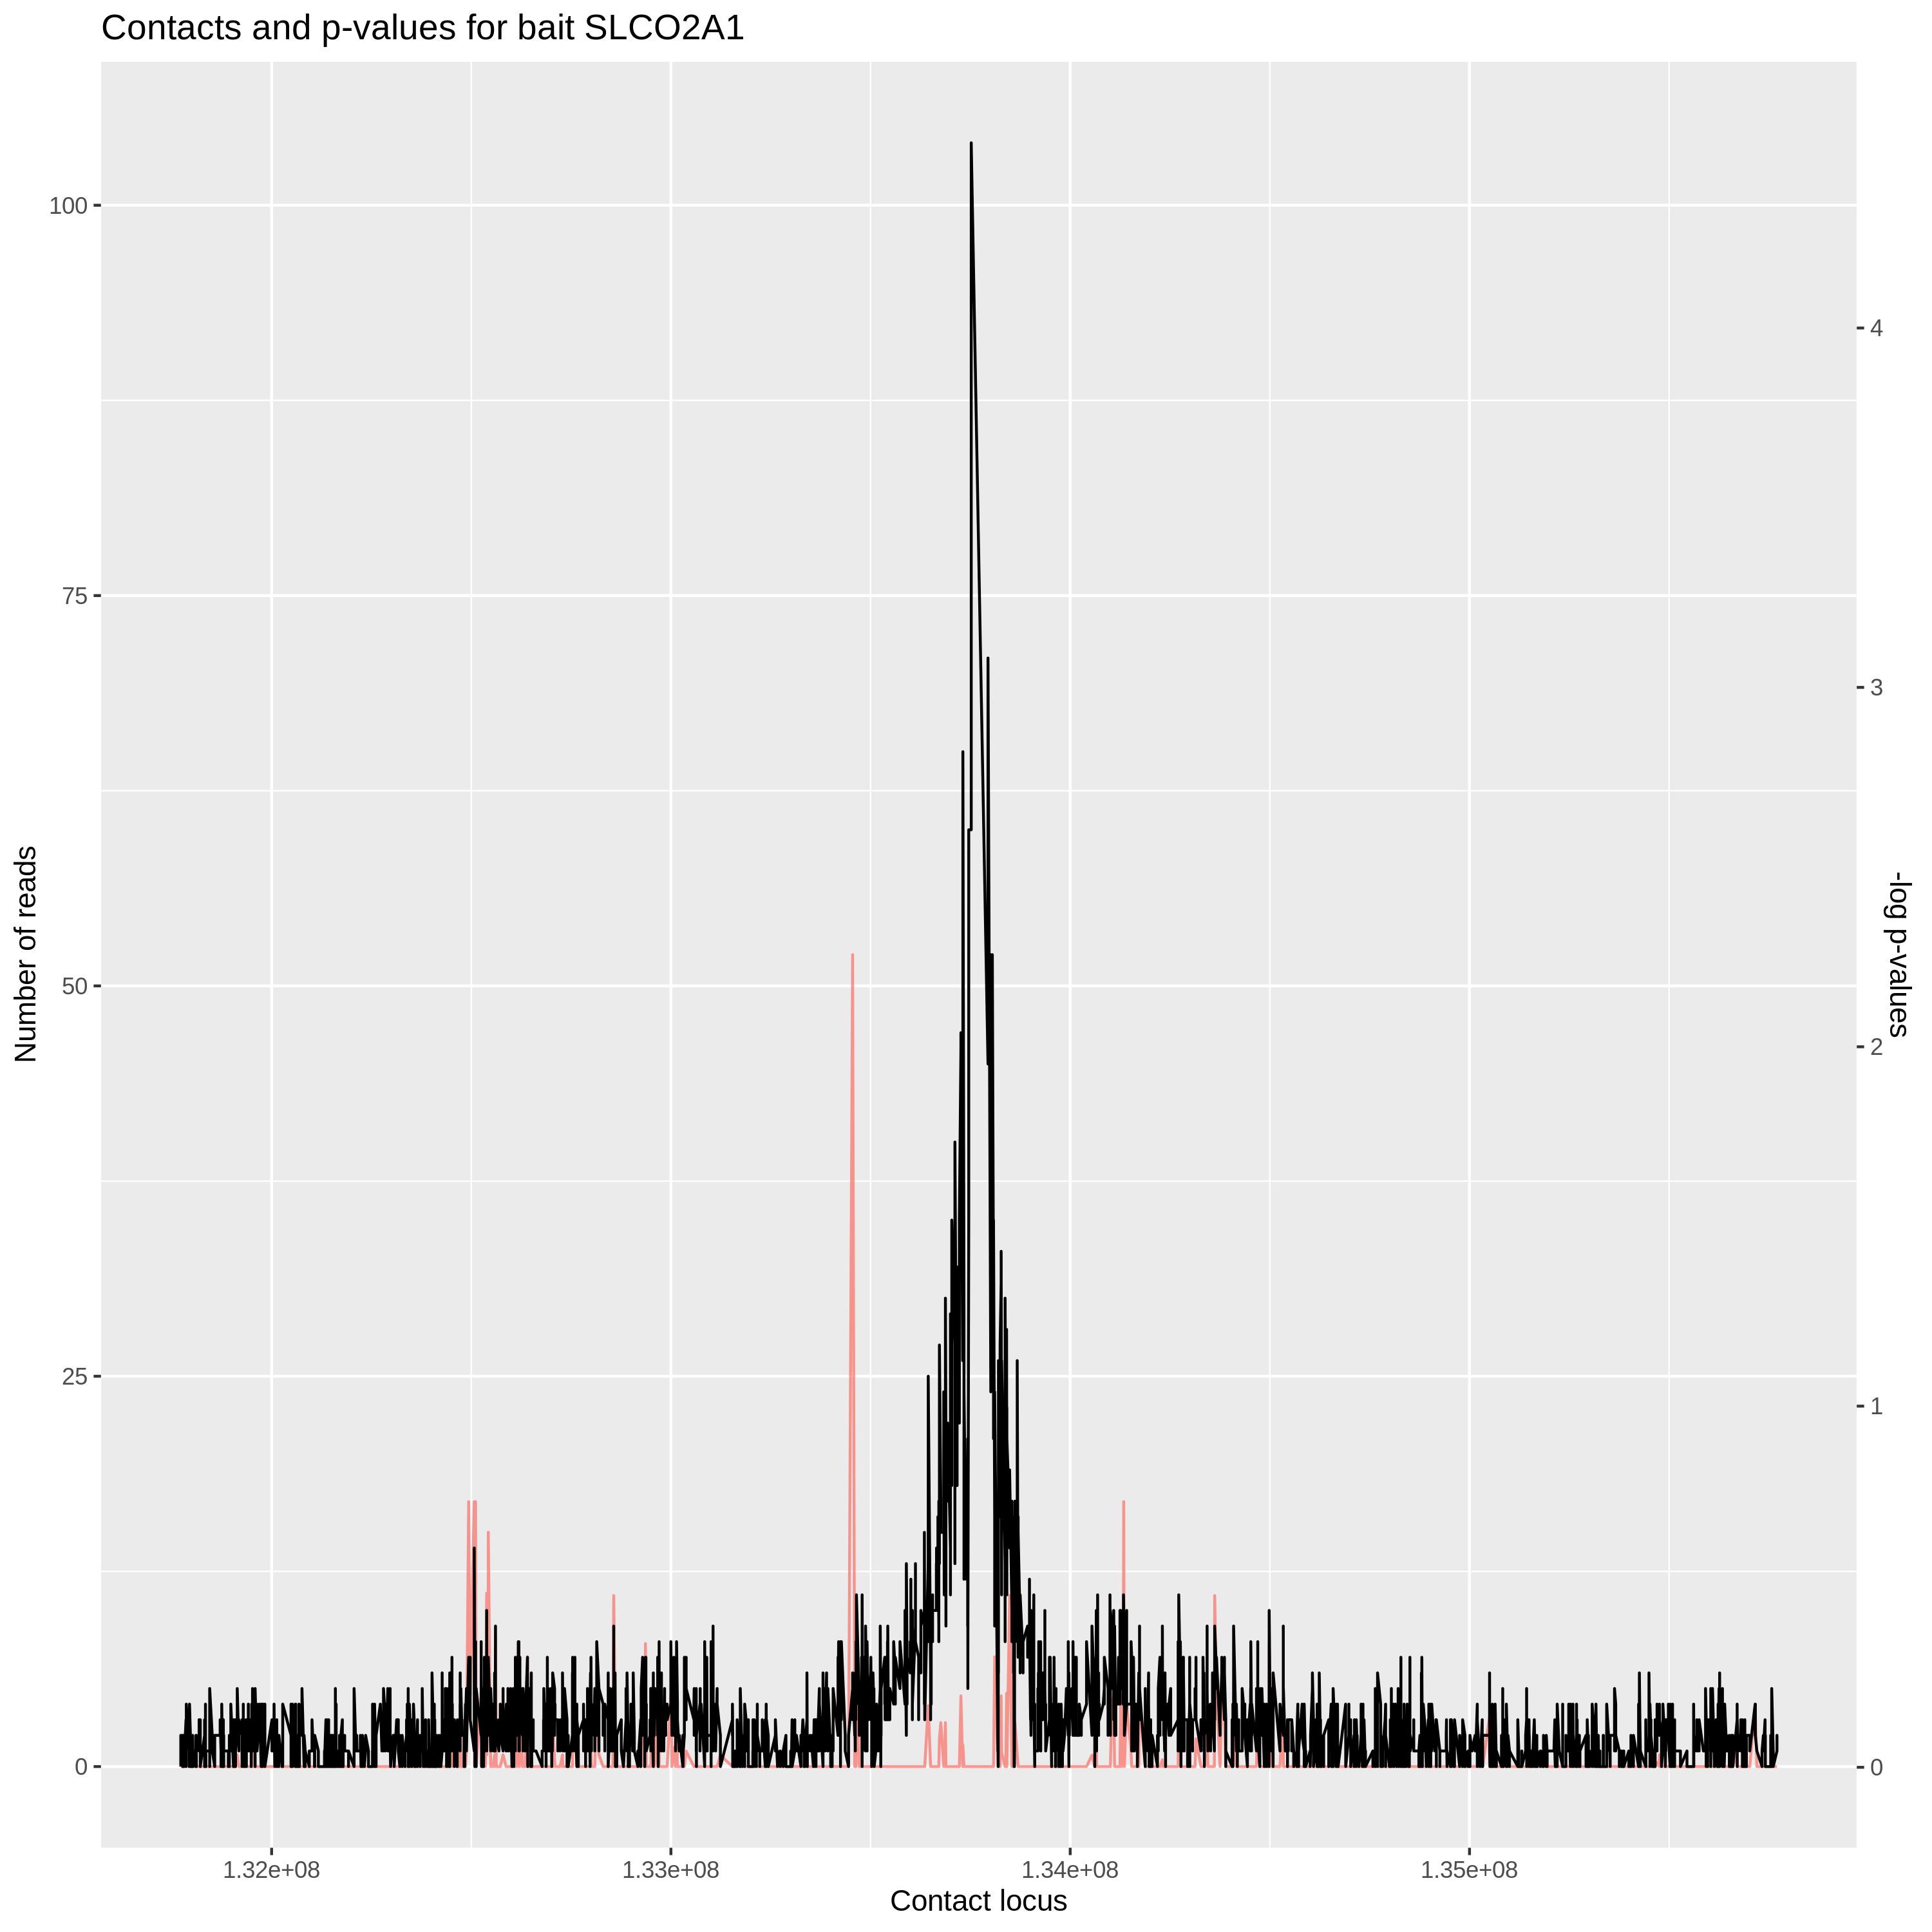 Contacts and p-values for bait SLCO2A1
100
75
50
25
0
Number of reads
4
3
2
1
0
-log p-values
1.32e+08
1.33e+08
1.34e+08
1.35e+08
Contact locus